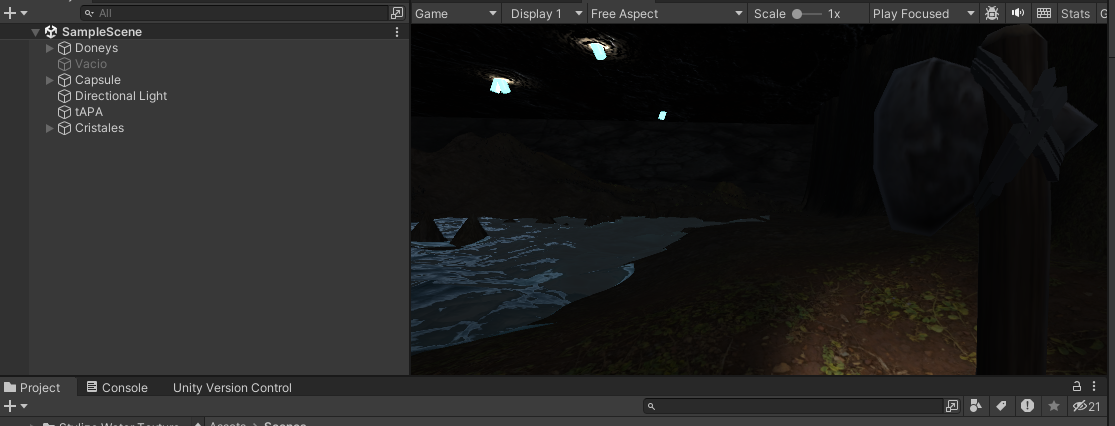 All
Game Display 1 Free Aspect Scale 1x Play Focused Stats
SampleScene
Doneys
Vacio
Capsule
Directional Light
tAPA
Cristales
Project Console Unity Version Control
21
Assets > Scenes